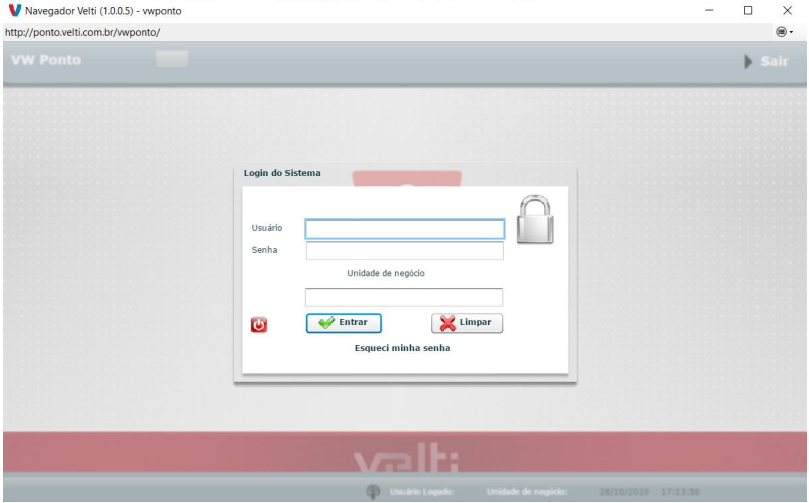 Navegador Velti (1.0.0.5) - vwponto
http://ponto.velti.com.br/vwponto/
VW Ponto
Sair
Login do Sistema
Usuário
Senha
Unidade de negócio
Entrar
Limpar
Esqueci minha senha
velti
Usuário Logado: Unidade de negócio: 28/10/2020 17:13:56